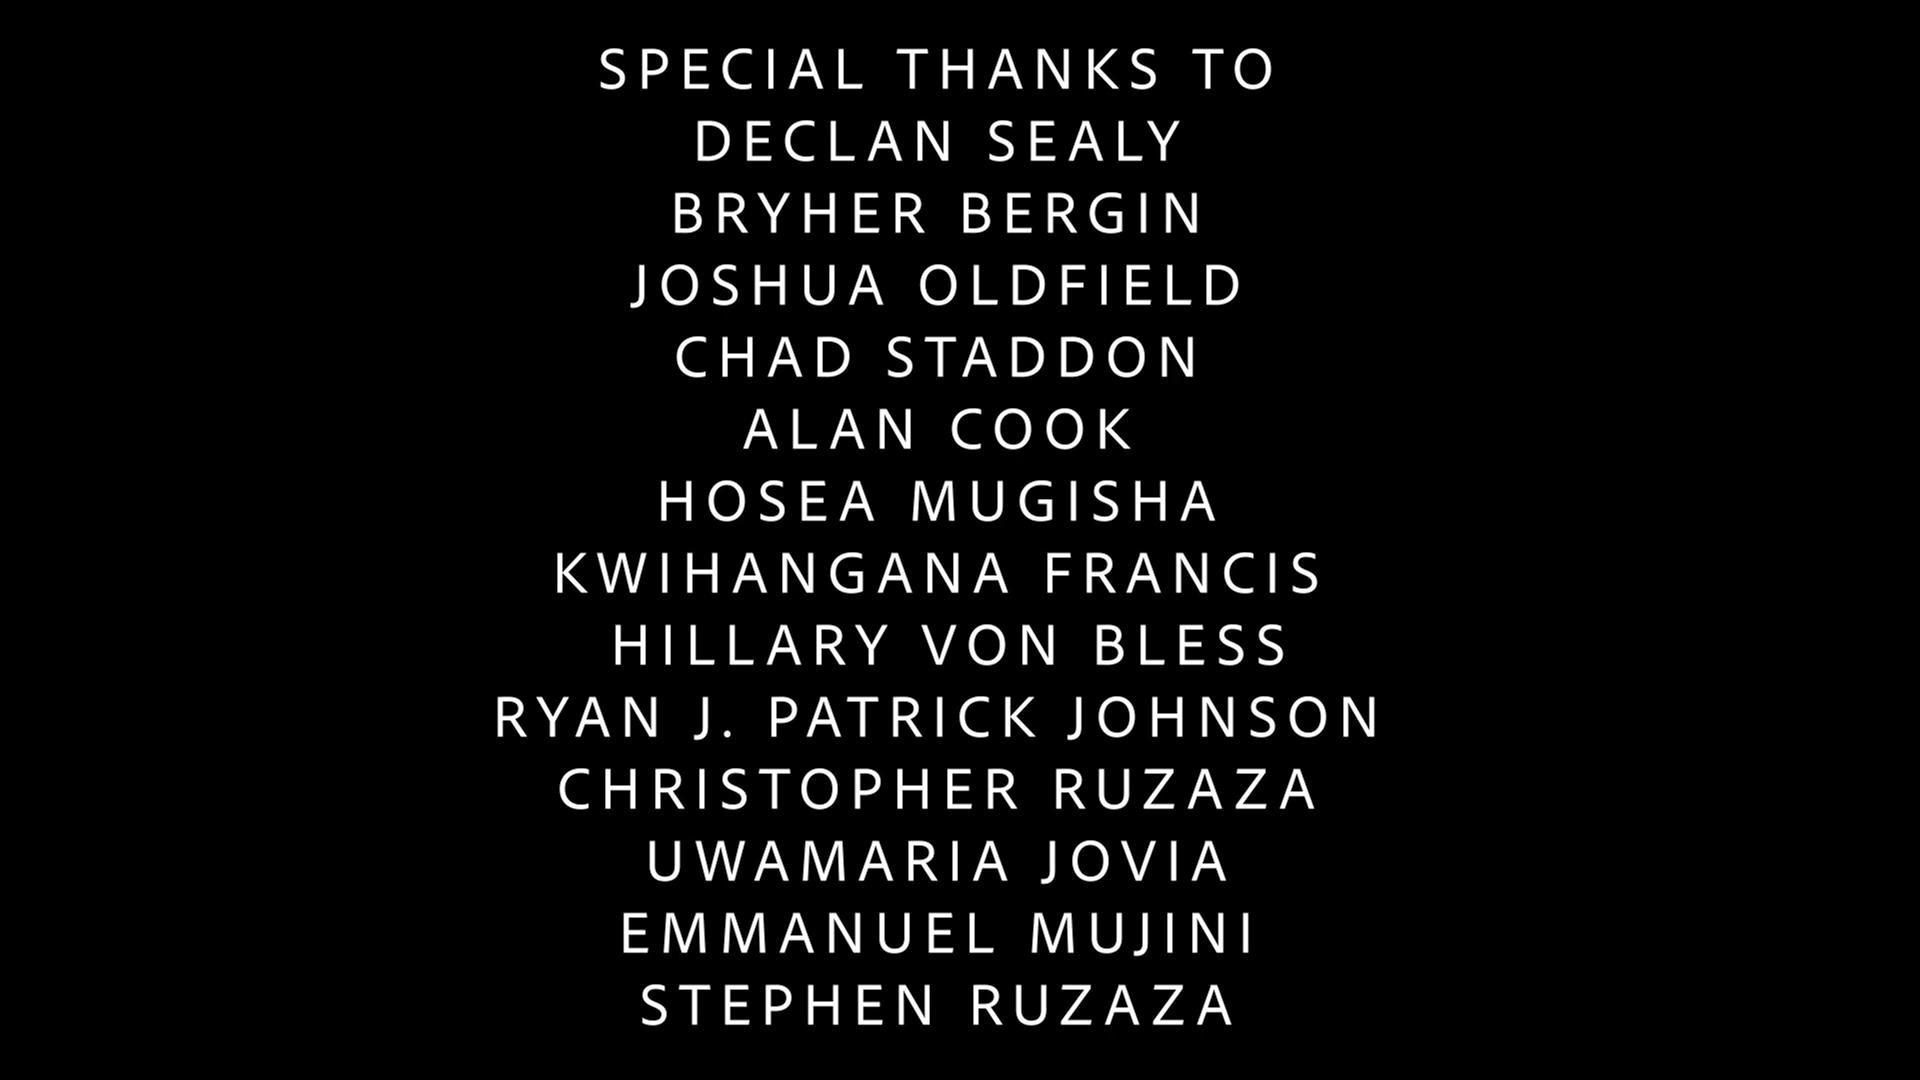 SPECIAL THANKS TO
DECLAN SEALY
BRYHER BERGIN
JOSHUA OLDFIELD
CHAD STADDON
ALAN COOK
HOSEA MUGISHA
KWIHANGANA FRANCIS
HILLARY VON BLESS
RYAN J. PATRICK JOHNSON
CHRISTOPHER RUZAZA
UWAMARIA JOVIA
EMMANUEL MUJINI
STEPHEN RUZAZA